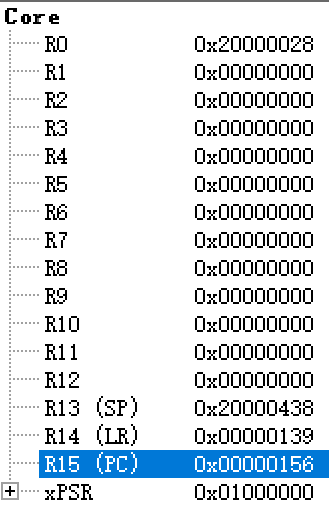 Core
R0 0x20000028
R1 0x00000000
R2 0x00000000
R3 0x00000000
R4 0x00000000
R5 0x00000000
R6 0x00000000
R7 0x00000000
R8 0x00000000
R9 0x00000000
R10 0x00000000
R11 0x00000000
R12 0x00000000
R13 (SP) 0x20000438
R14 (LR) 0x00000139
R15 (PC) 0x00000156
xPSR 0x01000000